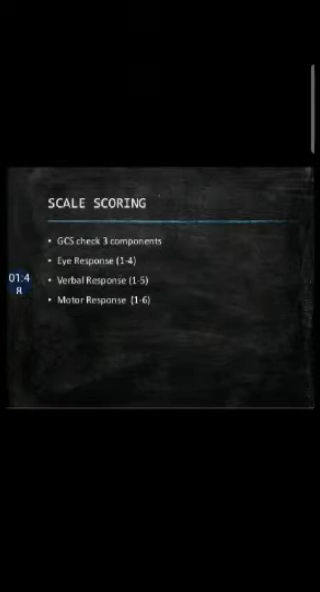 SCALE SCORING
• GCS check 3 components
• Eye Response (1-4)
• Verbal Response (1-5)
• Motor Response (1-6)
01:4
8